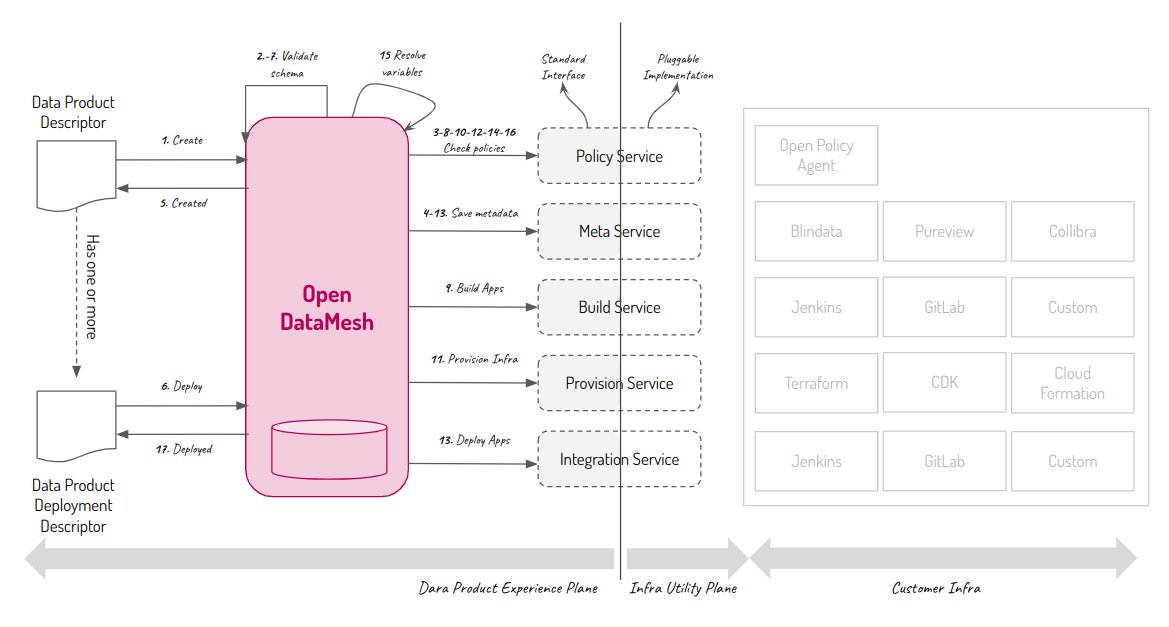 2.-7. Validate
schema
15 Resolve
variables
Standard
Interface
Pluggable
Implementation
Data Product
Descriptor
1. Create
5. Created
Has one or more
6. Deploy
17. Deployed
Data Product
Deployment
Descriptor
Open
DataMesh
3-8-10-12-14-16
Check policies
4-13. Save metadata
9. Build Apps
11. Provision Infra
13. Deploy Apps
Policy Service
Meta Service
Build Service
Provision Service
Integration Service
Open Policy
Agent
Blindata
Pureview
Collibra
Jenkins
GitLab
Custom
Terraform
CDK
Cloud
Formation
Jenkins
GitLab
Custom
Dara Product Experience Plane
Infra Utility Plane
Customer Infra